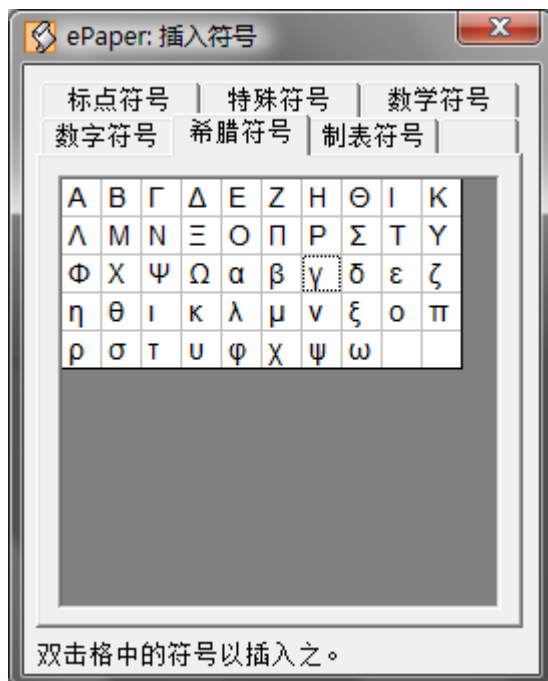 ePaper: 插入符号
标点符号 特殊符号 数学符号
数字符号 希腊符号 制表符号
Α Β Γ Δ Ε Ζ Η Θ Ι Κ
Λ Μ Ν Ξ Ο Π Ρ Σ Τ Υ
Φ Χ Ψ Ω α β γ δ ε ζ
η θ ι κ λ μ ν ξ ο π
ρ σ τ υ φ χ ψ ω
双击格中的符号以插入之。